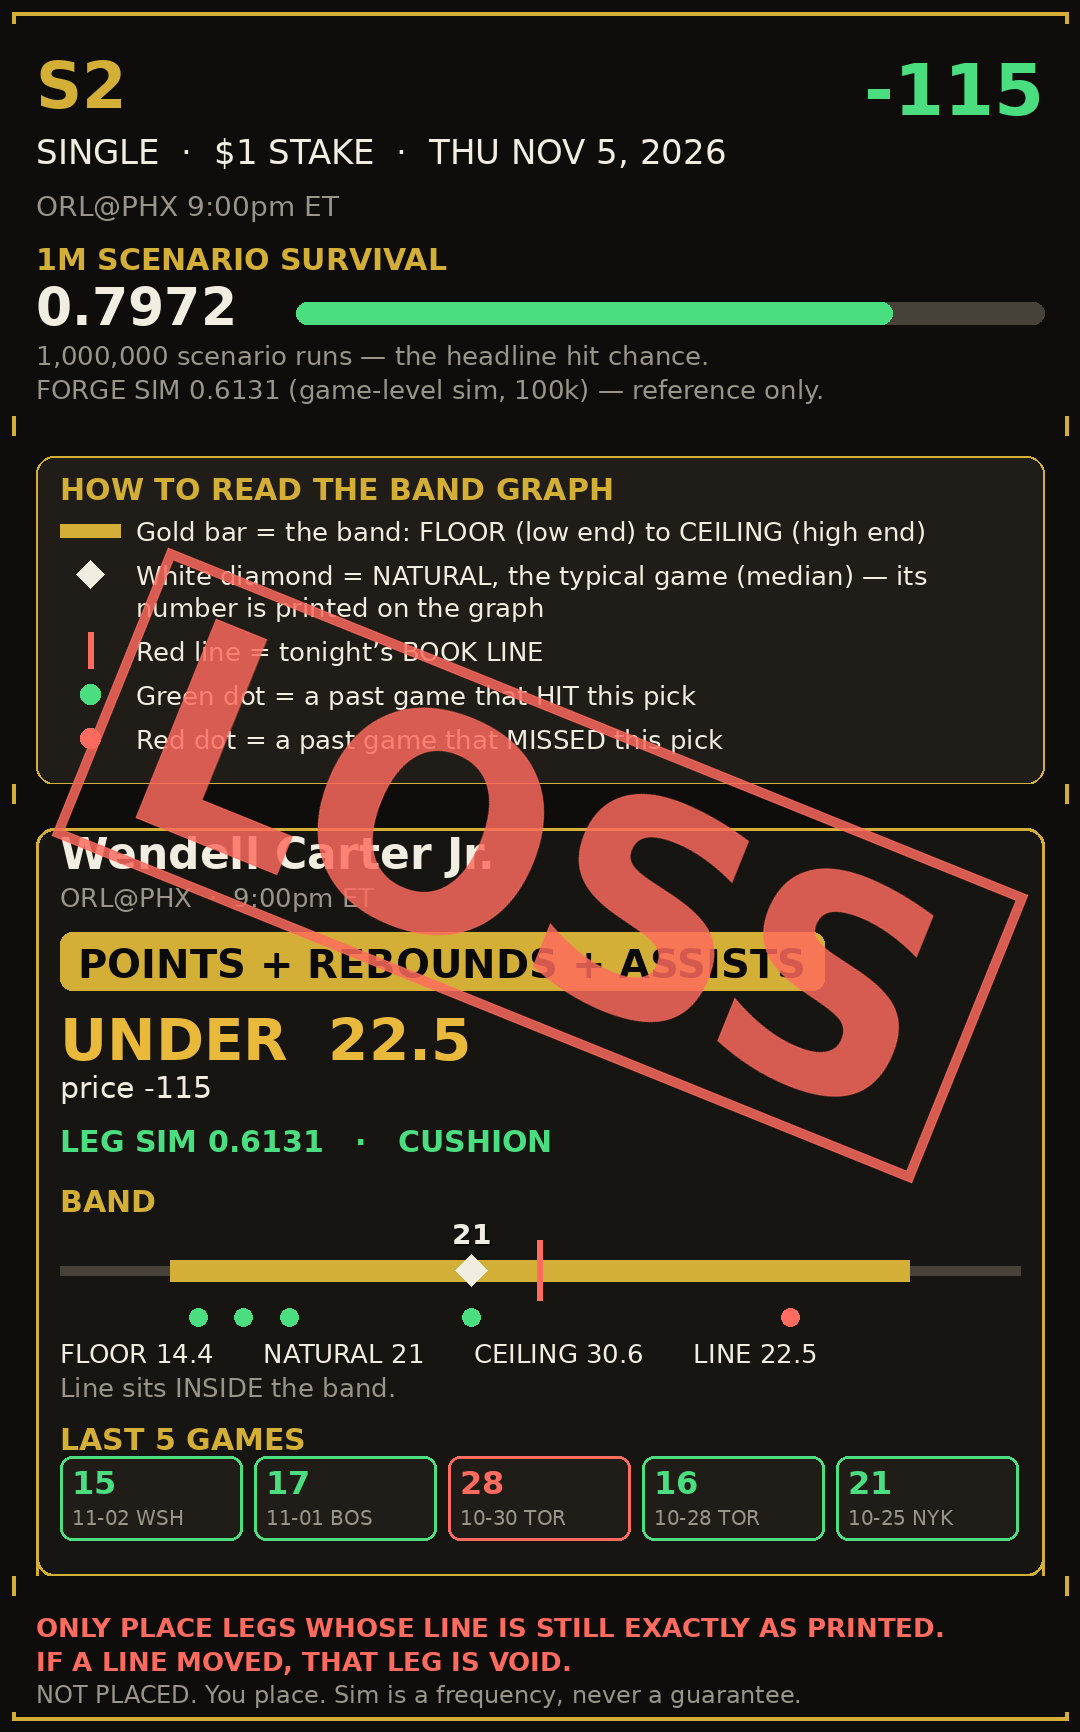 S2
-115
SINGLE · $1 STAKE · THU NOV 5, 2026
ORL@PHX 9:00pm ET
1M SCENARIO SURVIVAL
0.7972
1,000,000 scenario runs — the headline hit chance.
FORGE SIM 0.6131 (game-level sim, 100k) — reference only.
HOW TO READ THE BAND GRAPH
Gold bar = the band: FLOOR (low end) to CEILING (high end)
White diamond = NATURAL, the typical game (median) — its
number is printed on the graph
Red line = tonight’s BOOK LINE
Green dot = a past game that HIT this pick
Red dot = a past game that MISSED this pick
LOSS
Wendell Carter Jr.
ORL@PHX · 9:00pm ET
POINTS + REBOUNDS + ASSISTS
UNDER 22.5
price -115
LEG SIM 0.6131 · CUSHION
BAND
21
FLOOR 14.4 NATURAL 21 CEILING 30.6 LINE 22.5
Line sits INSIDE the band.
LAST 5 GAMES
15 17 28 16 21
11-02 WSH 11-01 BOS 10-30 TOR 10-28 TOR 10-25 NYK
ONLY PLACE LEGS WHOSE LINE IS STILL EXACTLY AS PRINTED.
IF A LINE MOVED, THAT LEG IS VOID.
NOT PLACED. You place. Sim is a frequency, never a guarantee.